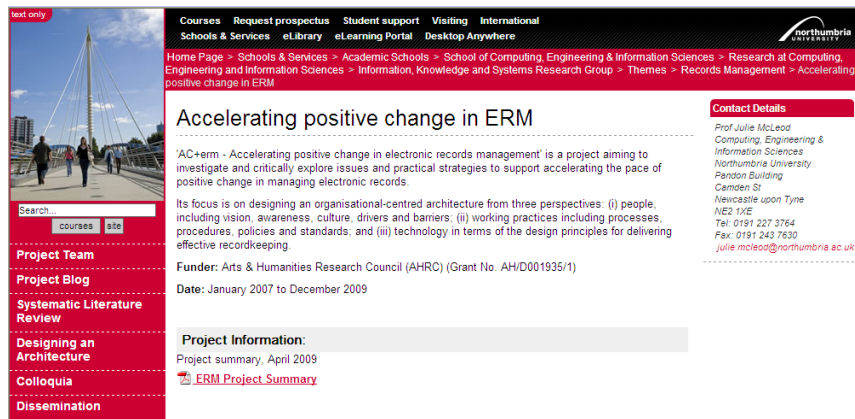 text only
Courses Request prospectus Student support Visiting International
Schools & Services eLibrary eLearning Portal Desktop Anywhere
northumbria
UNIVERSITY
Home Page > Schools & Services > Academic Schools > School of Computing, Engineering & Information Sciences > Research at Computing,
Engineering and Information Sciences > Information, Knowledge and Systems Research Group > Themes > Records Management > Accelerating
positive change in ERM
Search...
courses site
Project Team
Project Blog
Systematic Literature
Review
Designing an
Architecture
Colloquia
Dissemination
Accelerating positive change in ERM
'AC+erm - Accelerating positive change in electronic records management' is a project aiming to
investigate and critically explore issues and practical strategies to support accelerating the pace of
positive change in managing electronic records.
Its focus is on designing an organisational-centred architecture from three perspectives: (i) people,
including vision, awareness, culture, drivers and barriers; (ii) working practices including processes,
procedures, policies and standards; and (iii) technology in terms of the design principles for delivering
effective recordkeeping.
Funder: Arts & Humanities Research Council (AHRC) (Grant No. AH/D001935/1)
Date: January 2007 to December 2009
Project Information:
Project summary, April 2009
ERM Project Summary
Contact Details
Prof Julie McLeod
Computing, Engineering &
Information Sciences
Northumbria University
Pandon Building
Camden St
Newcastle upon Tyne
NE2 1XE
Tel: 0191 227 3764
Fax: 0191 243 7630
julie.mcleod@northumbria.ac.uk